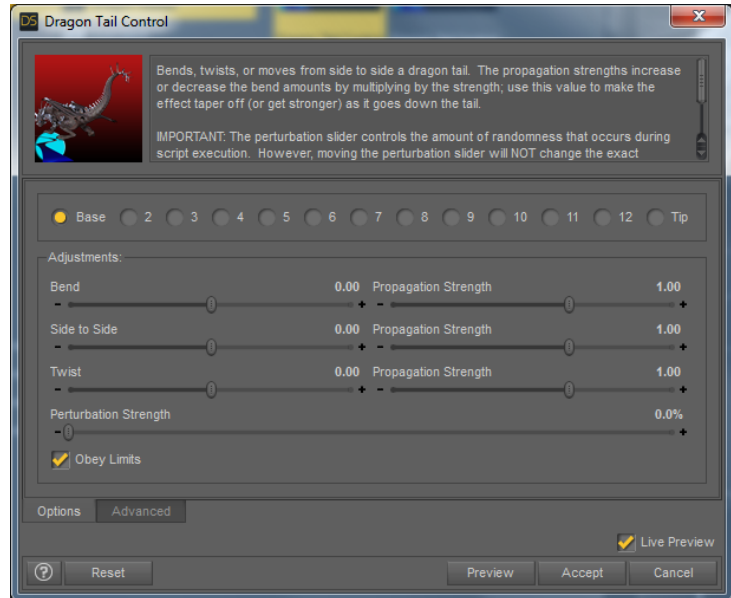 DS Dragon Tail Control
Bends, twists, or moves from side to side a dragon tail. The propagation strengths increase
or decrease the bend amounts by multiplying by the strength; use this value to make the
effect taper off (or get stronger) as it goes down the tail.
IMPORTANT: The perturbation slider controls the amount of randomness that occurs during
script execution. However, moving the perturbation slider will NOT change the exact
Base 2 3 4 5 6 7 8 9 10 11 12 Tip
Adjustments:
Bend 0.00 Propagation Strength 1.00
- + - +
Side to Side 0.00 Propagation Strength 1.00
- + - +
Twist 0.00 Propagation Strength 1.00
- + - +
Perturbation Strength 0.0%
- +
Obey Limits
Options Advanced
Live Preview
? Reset Preview Accept Cancel